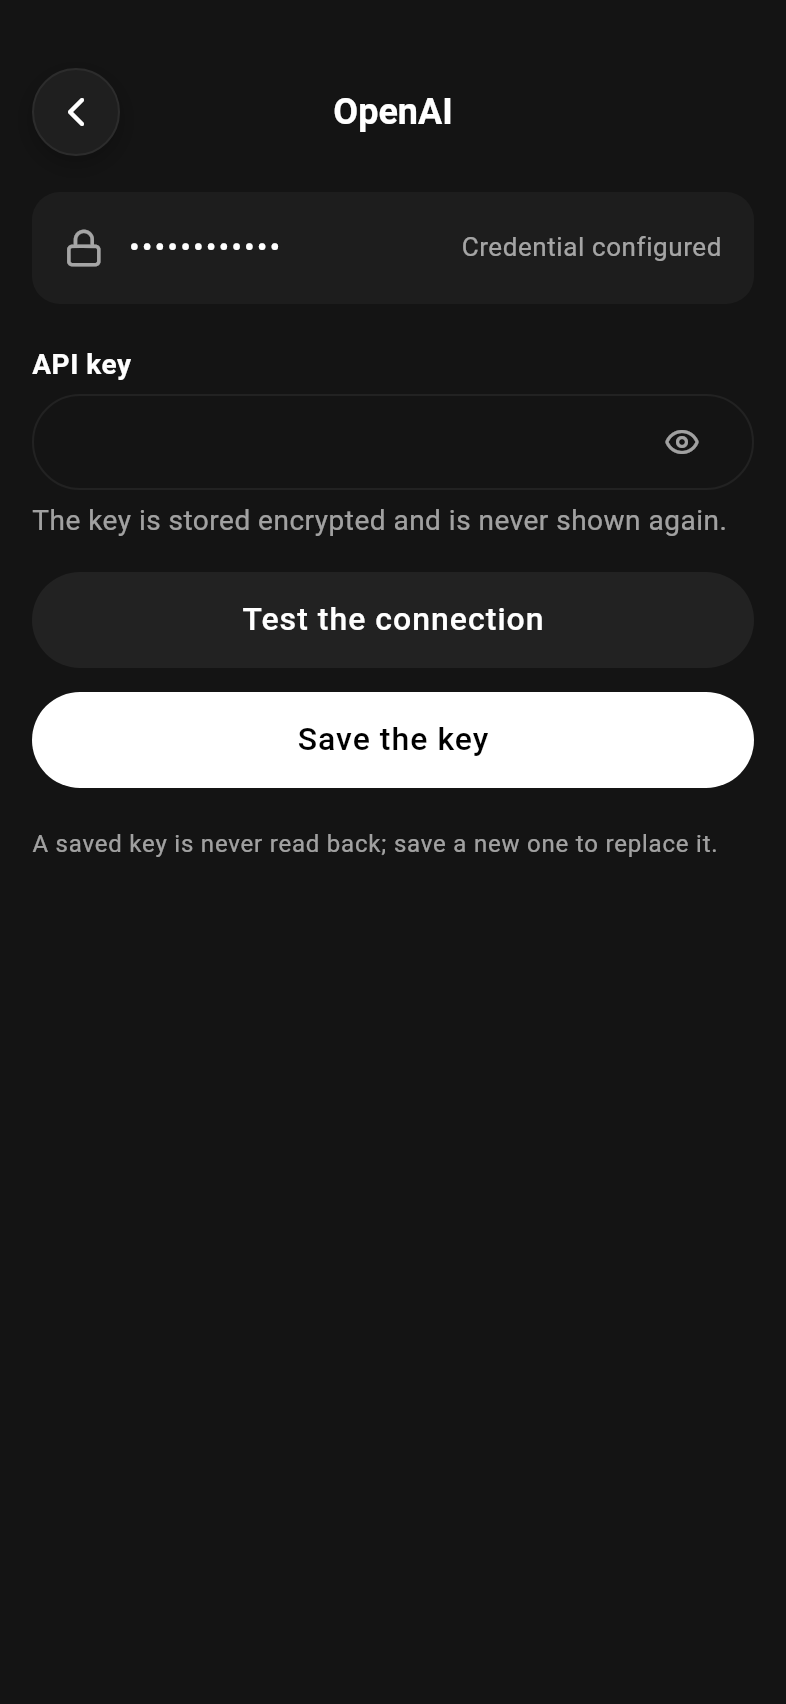 OpenAI
•••••••••••• Credential configured
API key
The key is stored encrypted and is never shown again.
Test the connection
Save the key
A saved key is never read back; save a new one to replace it.